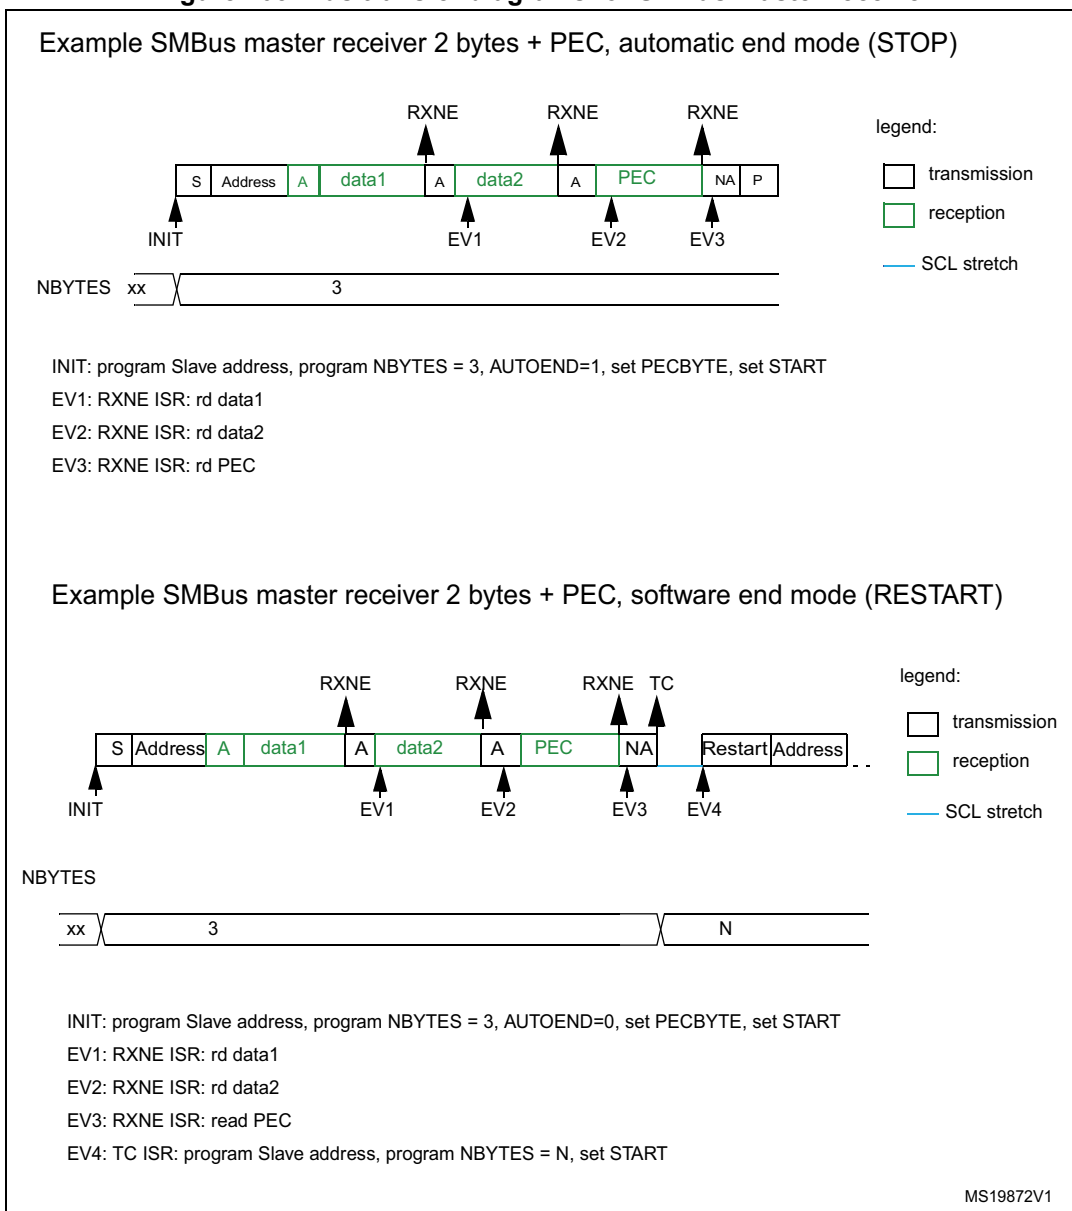 Example SMBus master receiver 2 bytes + PEC, automatic end mode (STOP)
RXNE RXNE RXNE
legend:
S Address A data1 A data2 A PEC NA P
transmission
reception
INIT EV1 EV2 EV3
SCL stretch
NBYTES xx 3
INIT: program Slave address, program NBYTES = 3, AUTOEND=1, set PECBYTE, set START
EV1: RXNE ISR: rd data1
EV2: RXNE ISR: rd data2
EV3: RXNE ISR: rd PEC
Example SMBus master receiver 2 bytes + PEC, software end mode (RESTART)
RXNE RXNE RXNE TC
legend:
S Address A data1 A data2 A PEC NA Restart Address
transmission
reception
INIT EV1 EV2 EV3 EV4
SCL stretch
NBYTES
xx 3 N
INIT: program Slave address, program NBYTES = 3, AUTOEND=0, set PECBYTE, set START
EV1: RXNE ISR: rd data1
EV2: RXNE ISR: rd data2
EV3: RXNE ISR: read PEC
EV4: TC ISR: program Slave address, program NBYTES = N, set START
MS19872V1